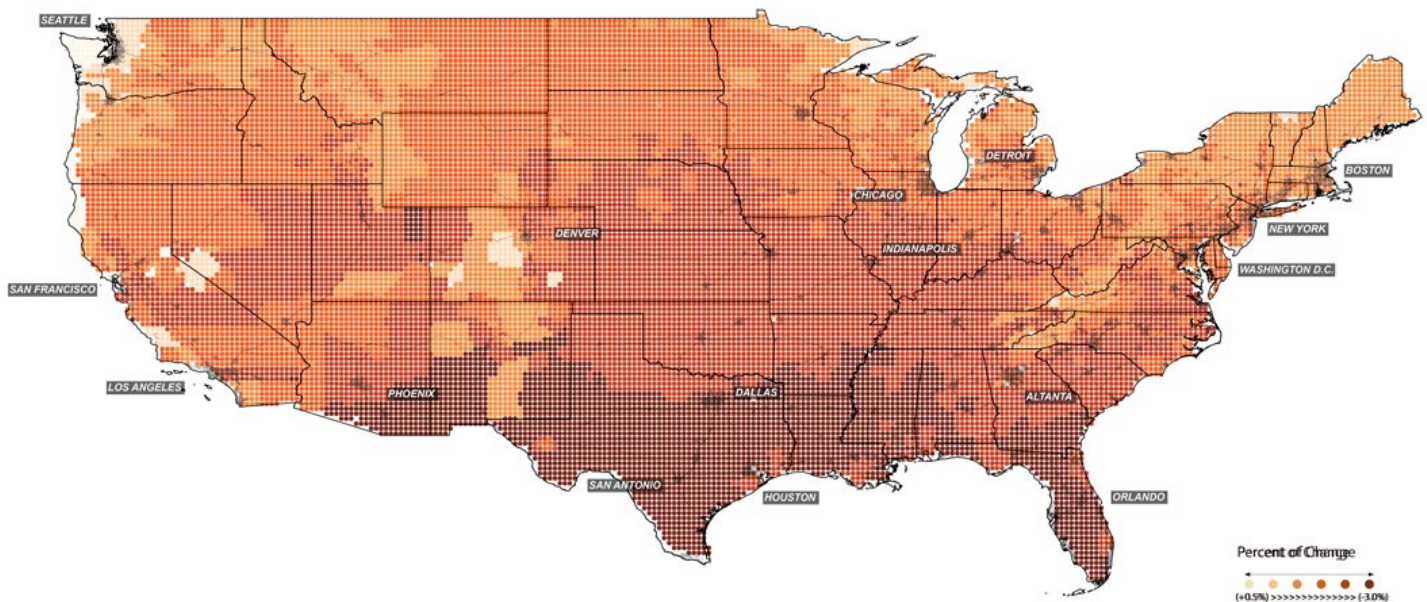 SEATTLE
DETROIT
BOSTON
CHICAGO
NEW YORK
DENVER
INDIANAPOLIS
WASHINGTON D.C.
SAN FRANCISCO
LOS ANGELES
PHOENIX
DALLAS
ALTANTA
SAN ANTONIO
HOUSTON
ORLANDO
Percent of Change
(+0.5%) >>>>>>>>>>>>>>> (-3.0%)